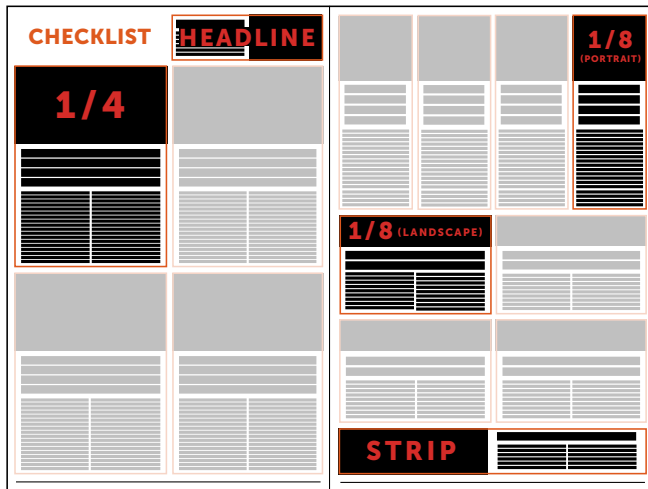 CHECKLIST
HEADLINE
1/4
1/8
(PORTRAIT)
1/8 (LANDSCAPE)
STRIP